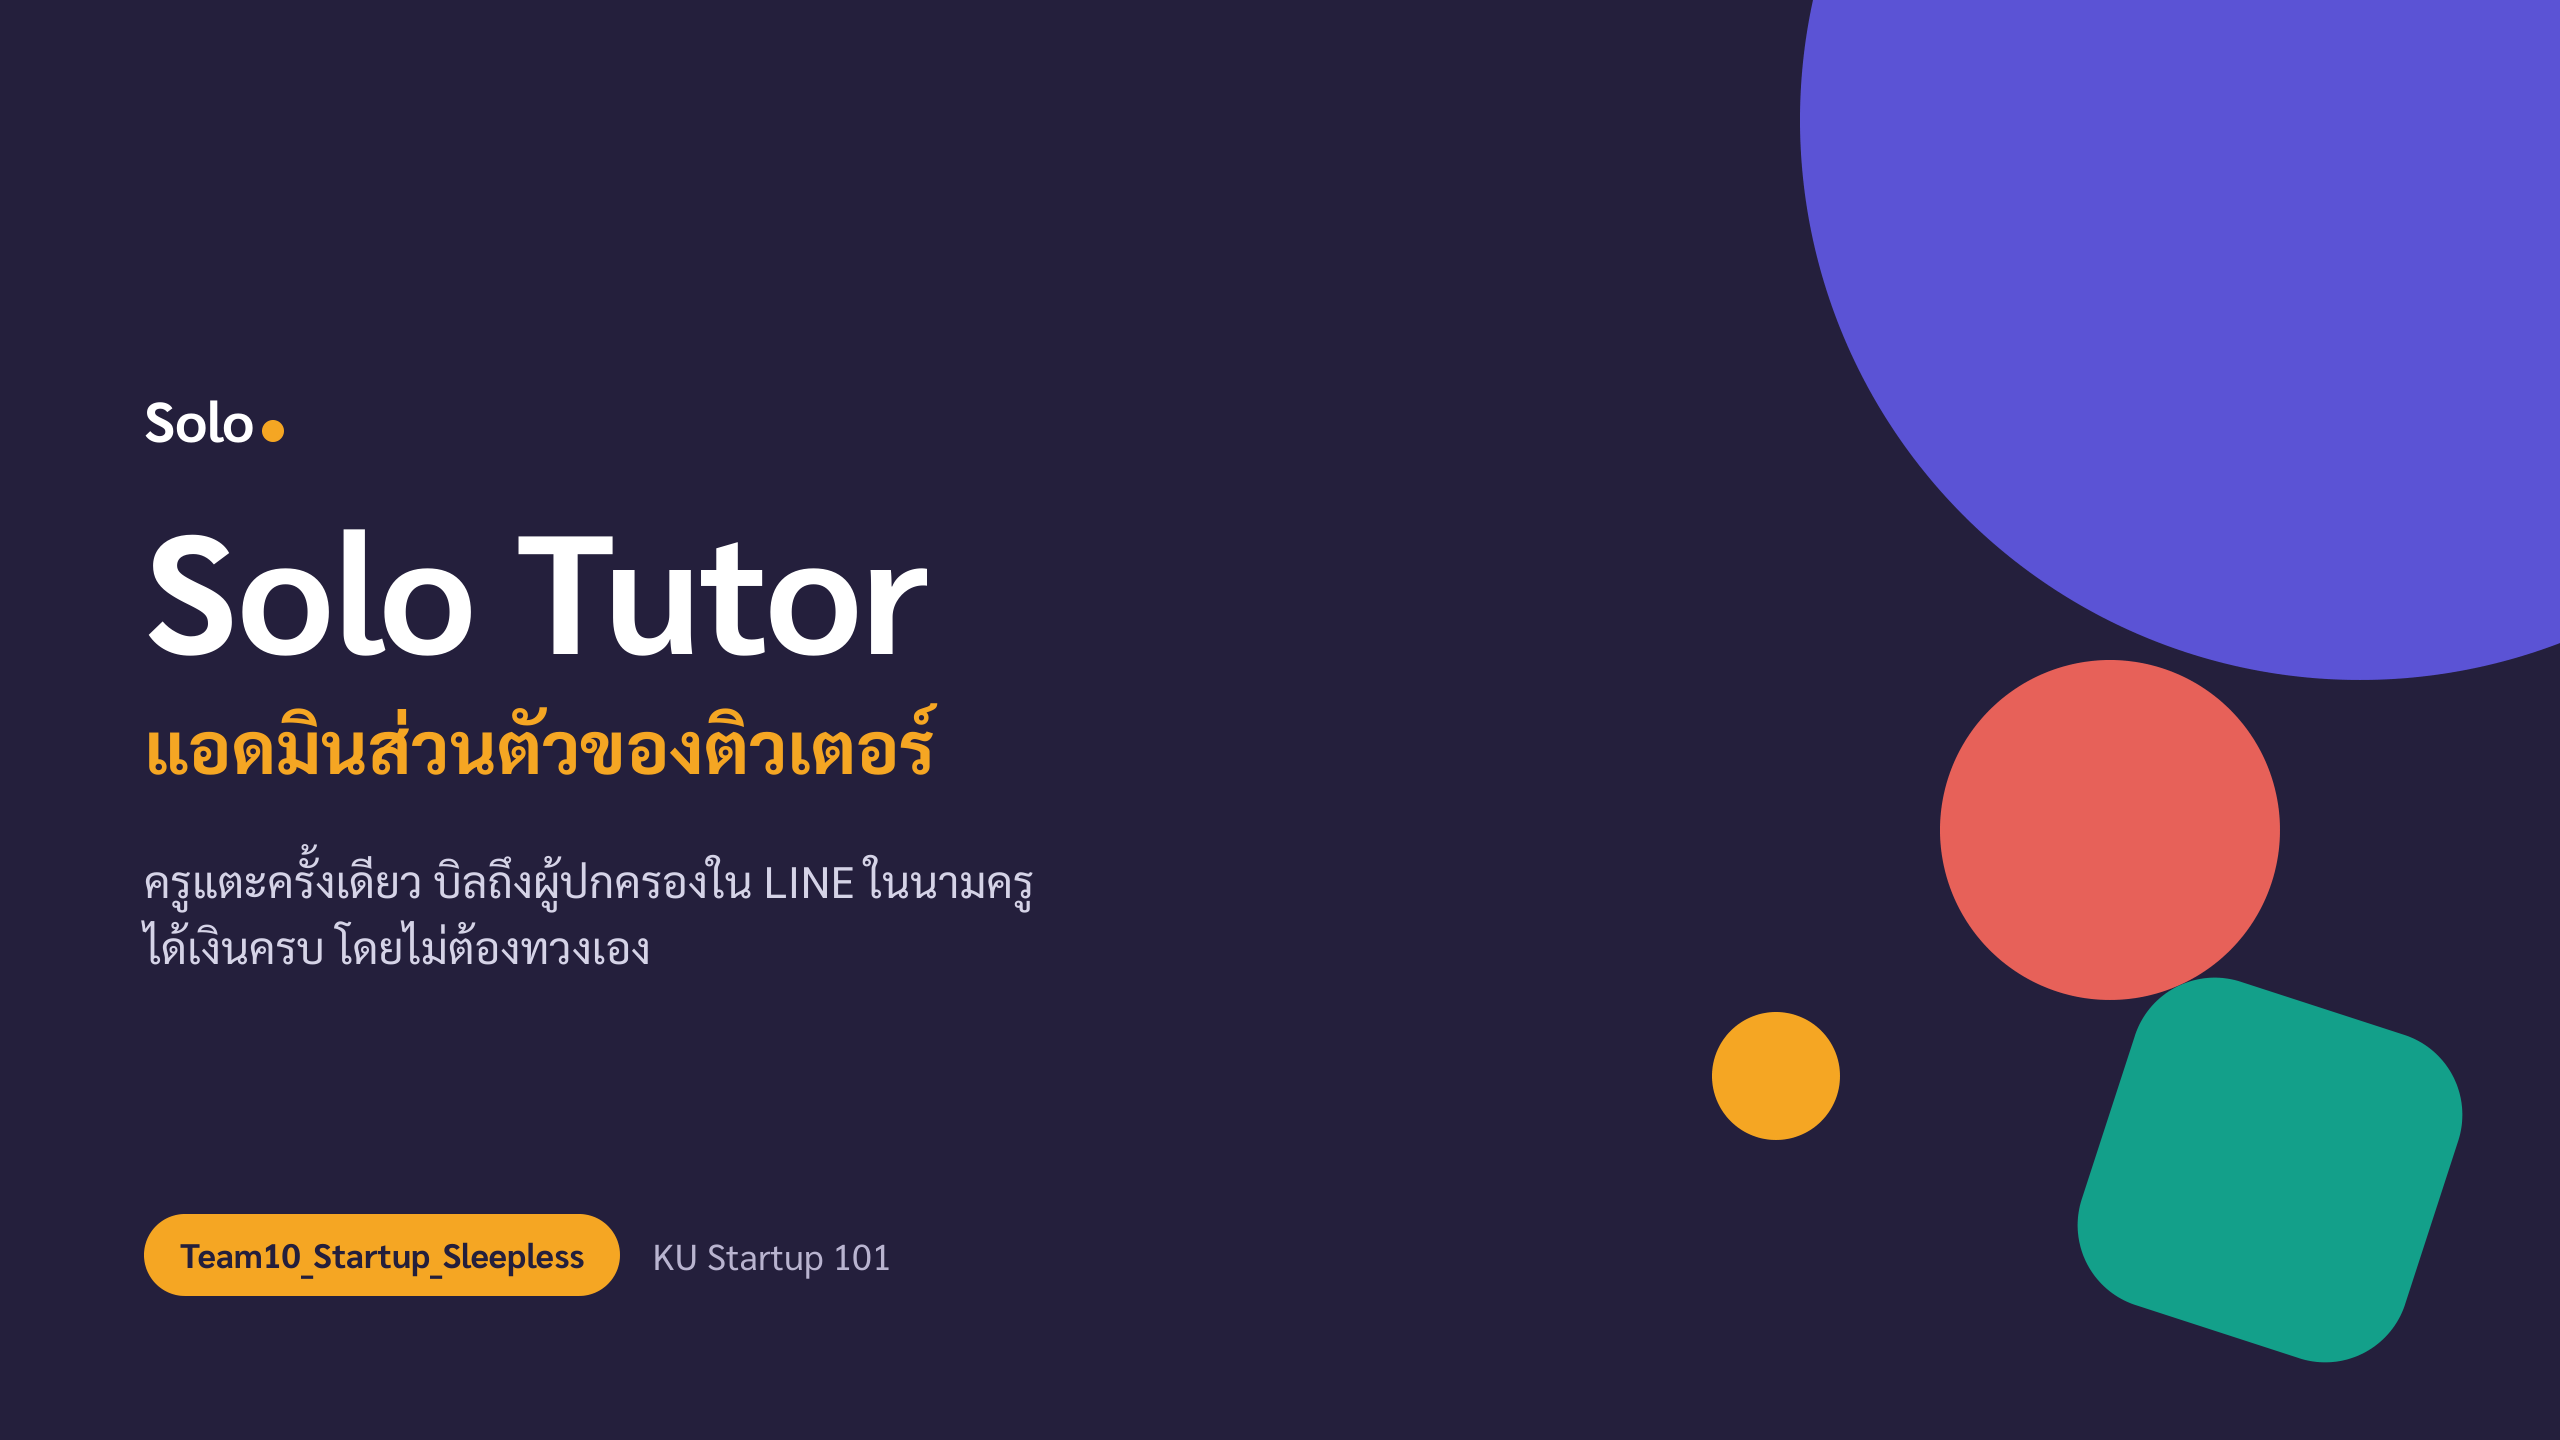 Solo
Solo Tutor
แอดมินส่วนตัวของติวเตอร์
ครูแตะครั้งเดียว บิลถึงผู้ปกครองใน LINE ในนามครู
ได้เงินครบ โดยไม่ต้องทวงเอง
Team10_Startup_Sleepless
KU Startup 101